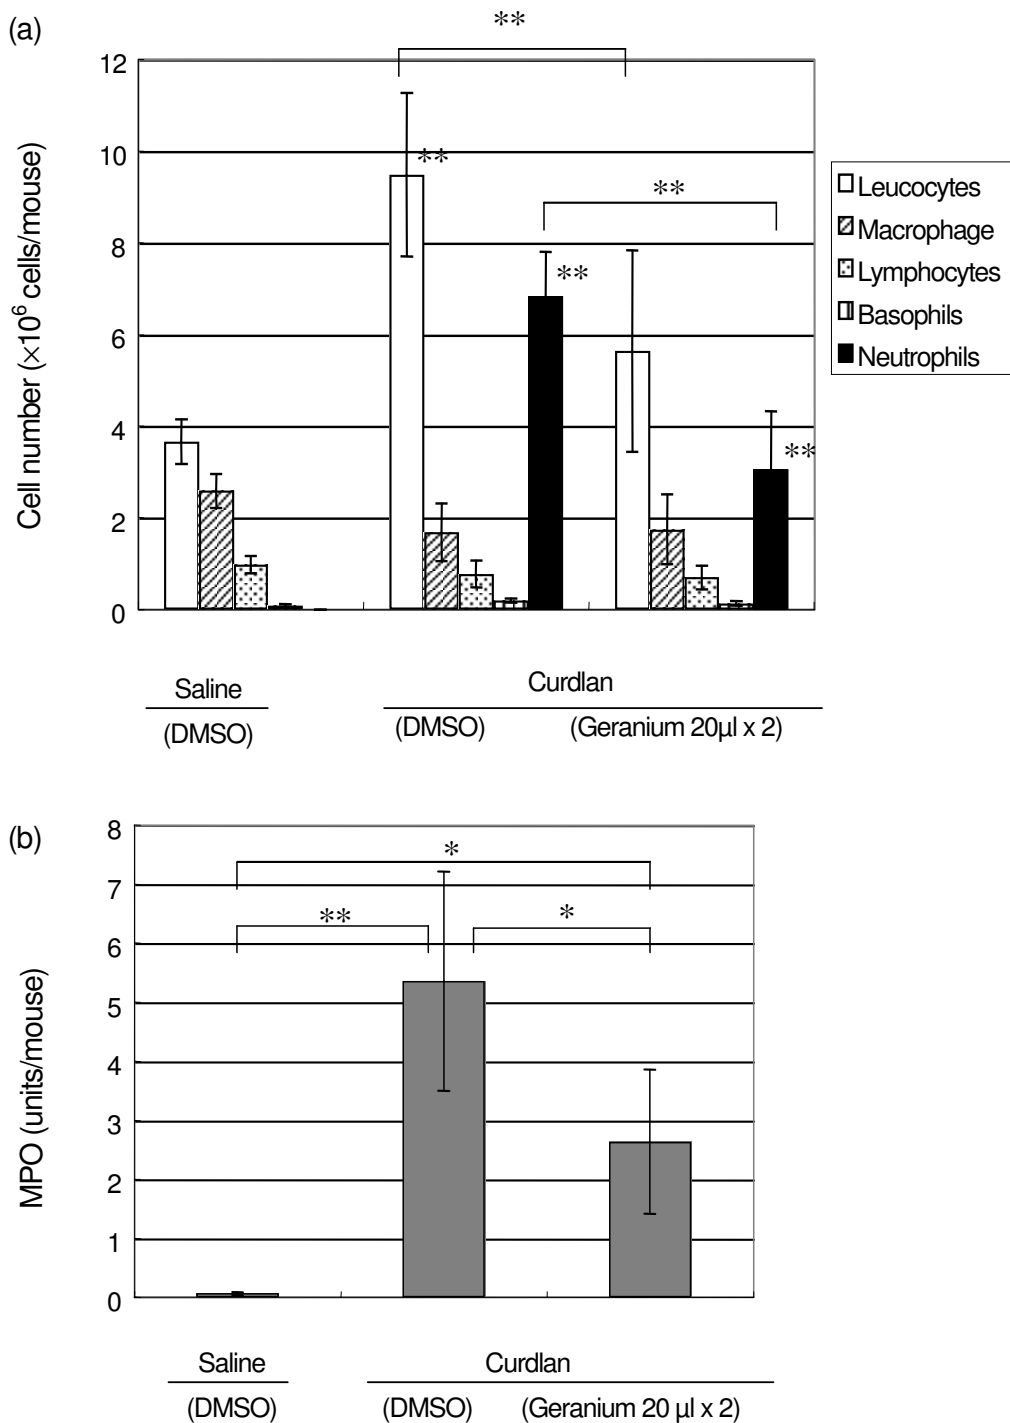 (a)
**
12
10
8
6
4
2
0
Cell number (×10⁶ cells/mouse)
**
**
**
**
Leucocytes
Macrophage
Lymphocytes
Basophils
Neutrophils
Saline
(DMSO)
Curdlan
(DMSO) (Geranium 20µl x 2)
(b)
8
7
6
5
4
3
2
1
0
MPO (units/mouse)
*
**
*
Saline
(DMSO)
Curdlan
(DMSO) (Geranium 20 µl x 2)